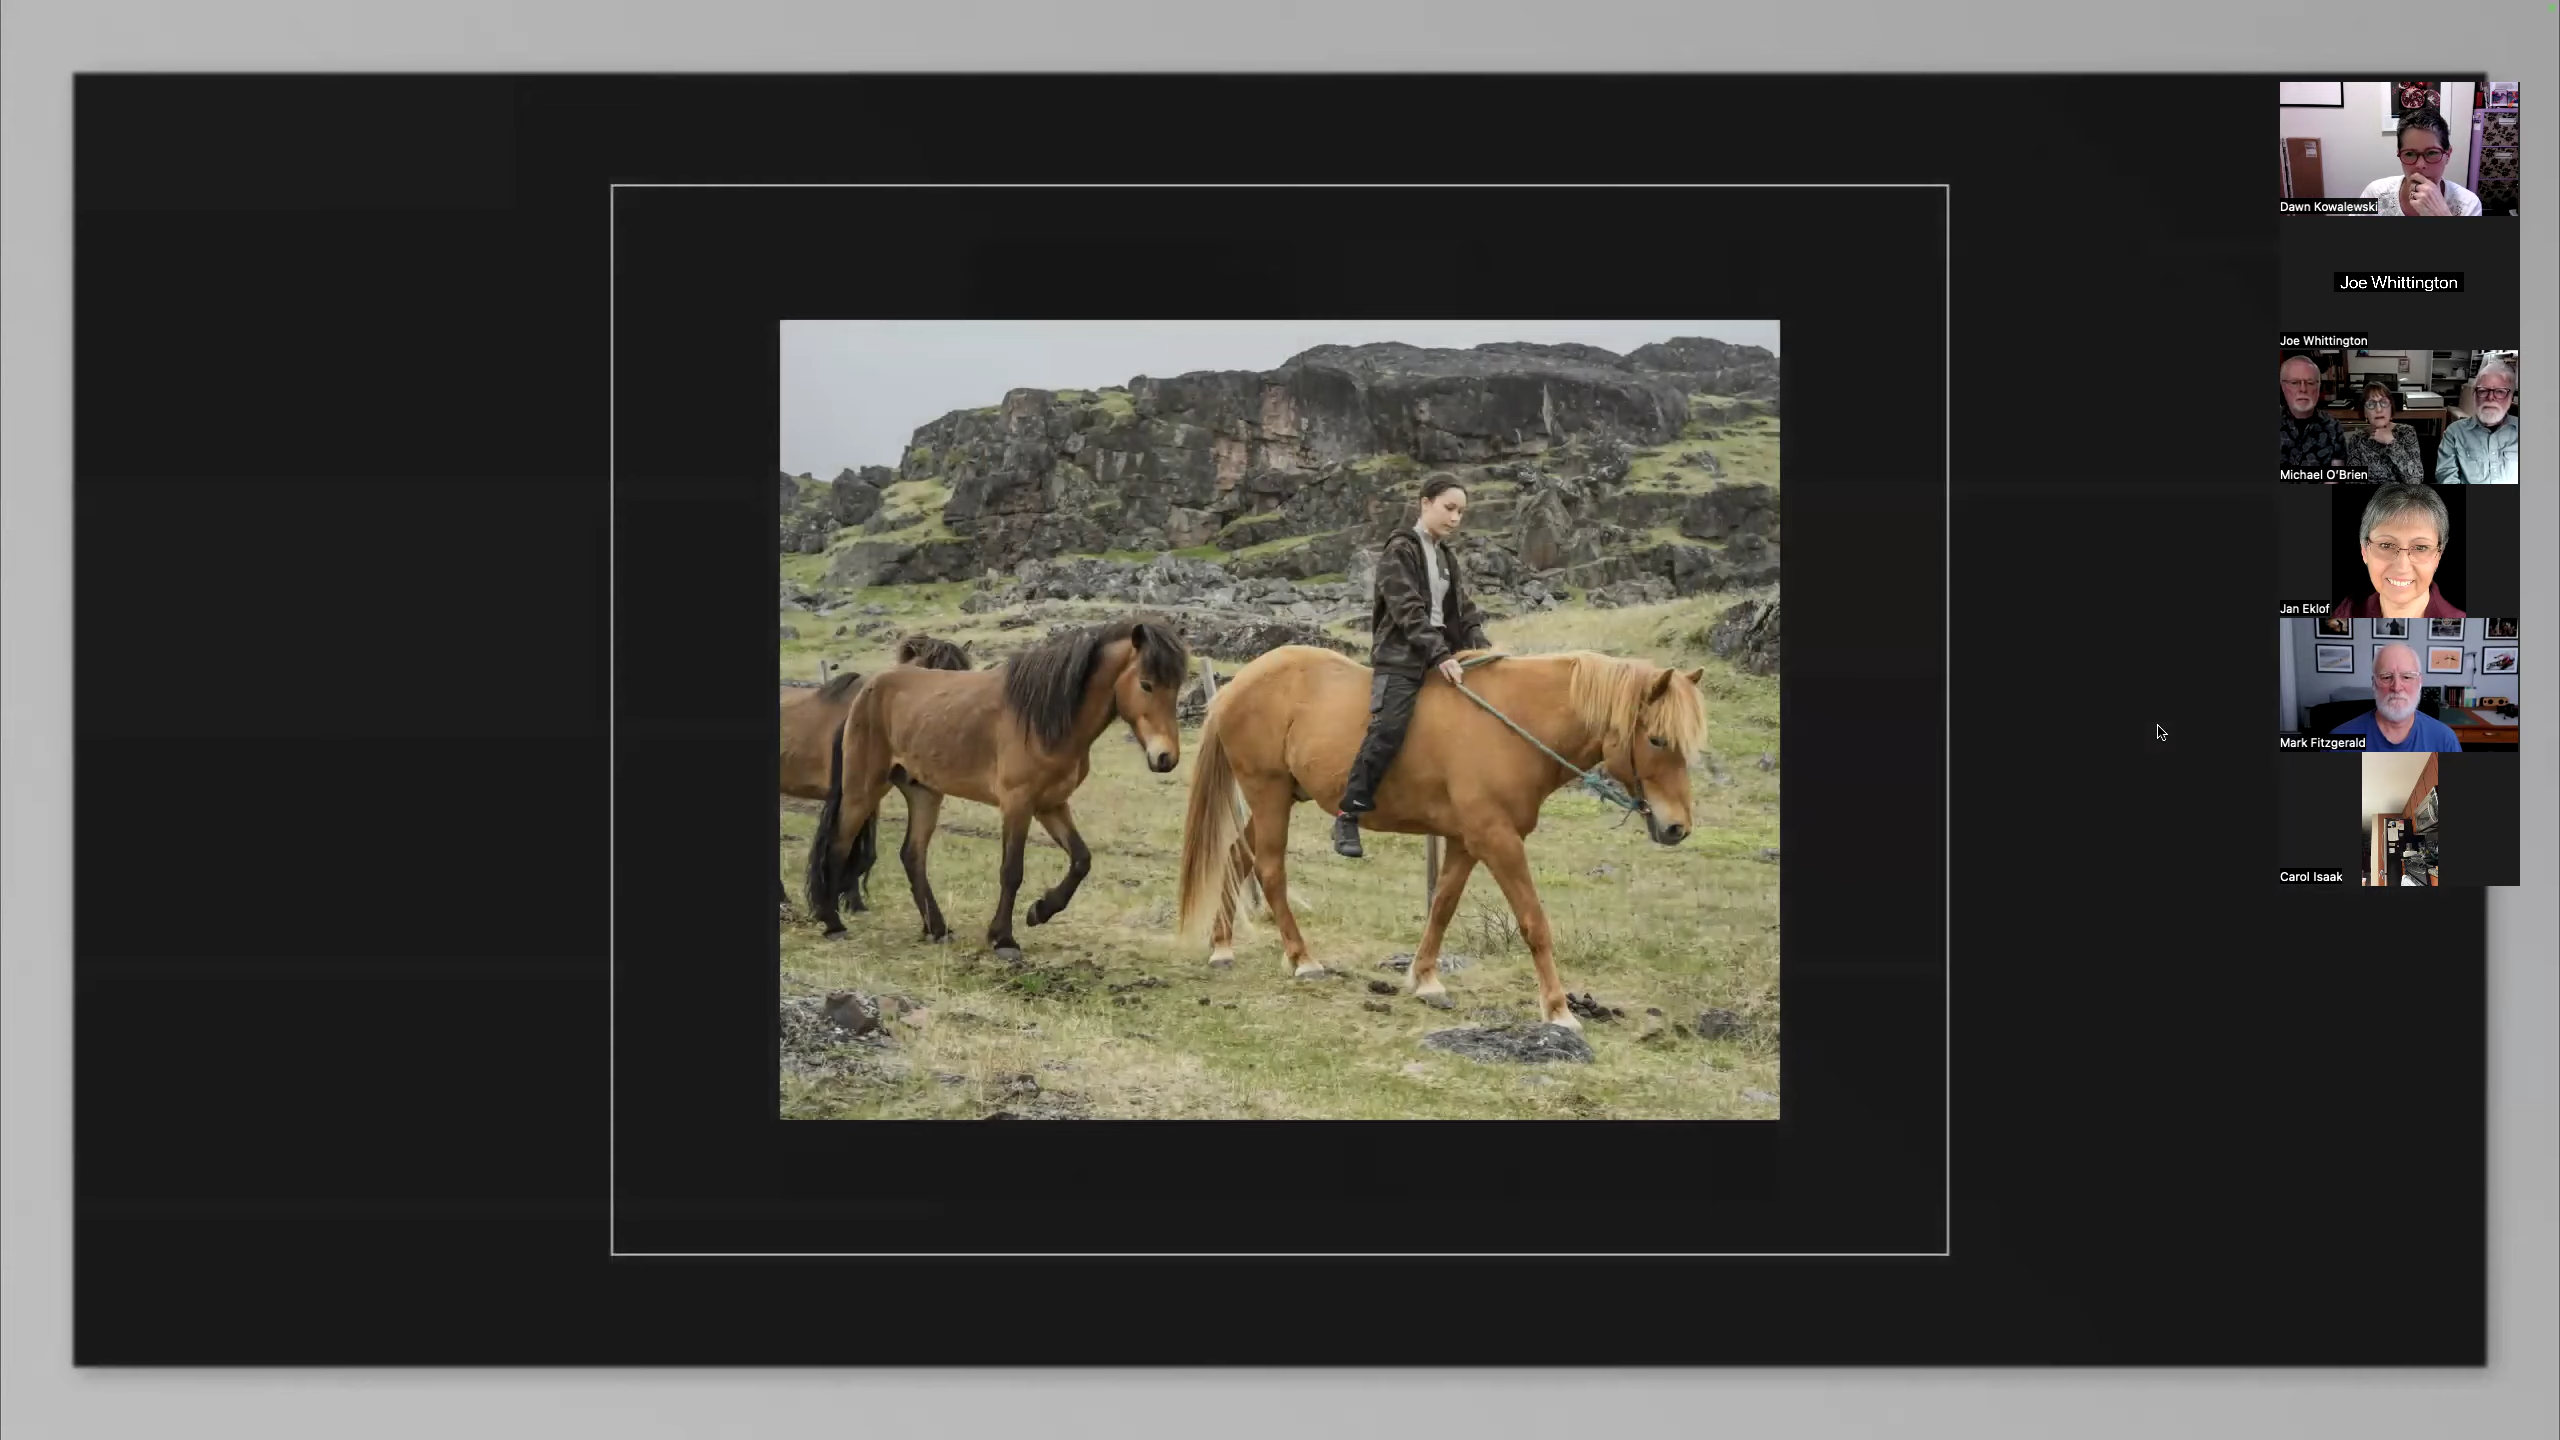 Dawn Kowalewski
Joe Whittington
Joe Whittington
Michael O'Brien
Jan Eklof
Mark Fitzgerald
Carol Isaak